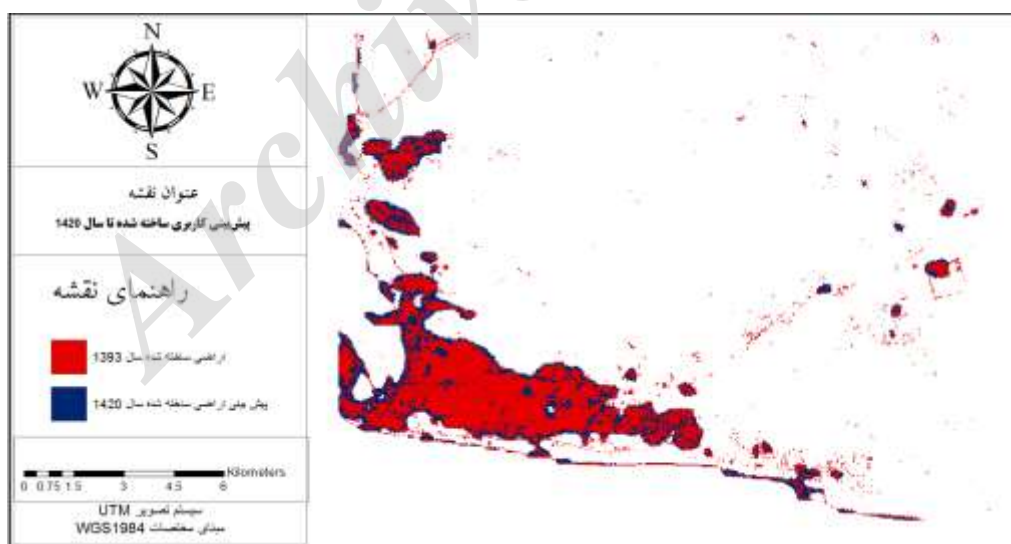 N
W E
S
عنوان نقشه
پیش‌بینی کاربری ساخته شده تا سال 1420
راهنمای نقشه
اراضی ساخته شده سال 1393
پیش بینی اراضی ساخته شده سال 1420
Kilometers
0 0.75 1.5 3 4.5 6
سیستم تصویر UTM
مبنای مختصات WGS1984
Archive